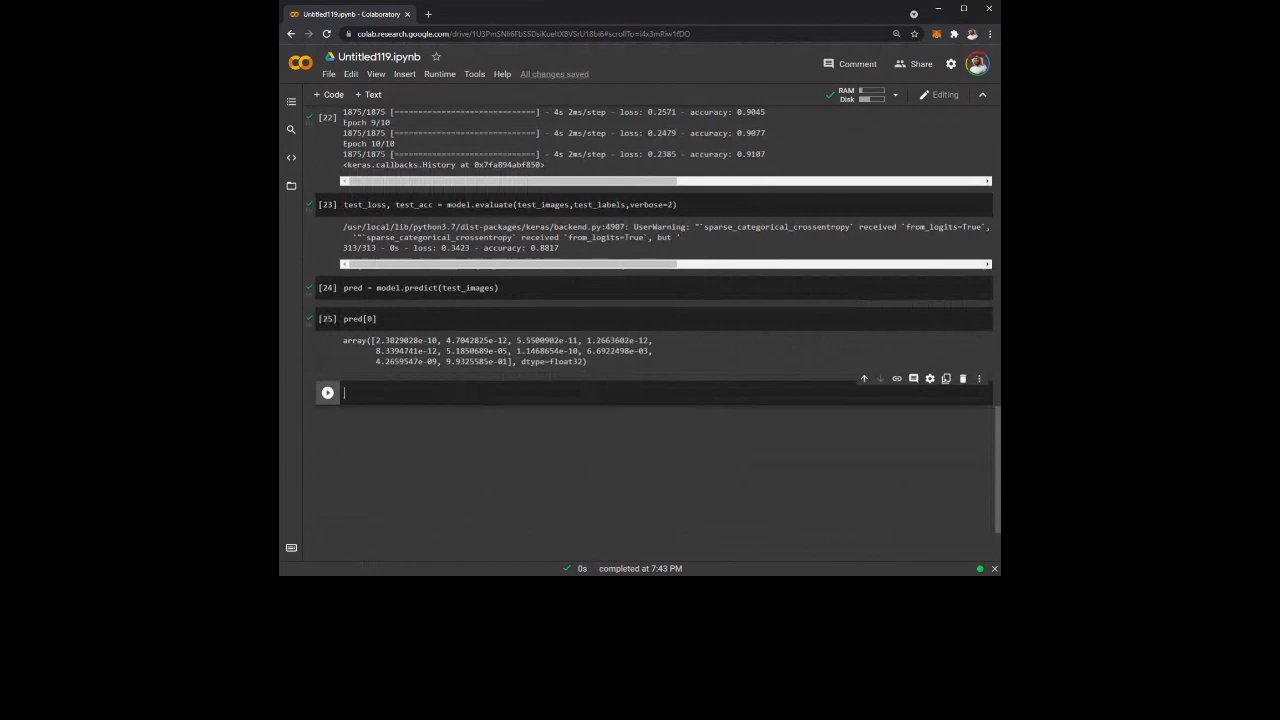 Untitled119.ipynb - Colaboratory
Untitled119.ipynb
File Edit View Insert Runtime Tools Help All changes saved
Comment Share
+ Code + Text
RAM
Disk
Editing
[22]
1875/1875 [==============================] - 4s 2ms/step - loss: 0.2571 - accuracy: 0.9045
Epoch 9/10
1875/1875 [==============================] - 4s 2ms/step - loss: 0.2479 - accuracy: 0.9077
Epoch 10/10
1875/1875 [==============================] - 4s 2ms/step - loss: 0.2385 - accuracy: 0.9107
<keras.callbacks.History at 0x7fa894abf850>
[23] test_loss, test_acc = model.evaluate(test_images,test_labels,verbose=2)
/usr/local/lib/python3.7/dist-packages/keras/backend.py:4907: UserWarning: "`sparse_categorical_crossentropy` received `from_logits=True`,
'"`sparse_categorical_crossentropy` received `from_logits=True`, but '
313/313 - 0s - loss: 0.3423 - accuracy: 0.8817
[24] pred = model.predict(test_images)
[25] pred[0]
array([2.3829028e-10, 4.7042825e-12, 5.5500902e-11, 1.2663602e-12,
8.3394741e-12, 5.1850689e-05, 1.1468654e-10, 6.6922498e-03,
4.2659547e-09, 9.9325585e-01], dtype=float32)
0s completed at 7:43 PM